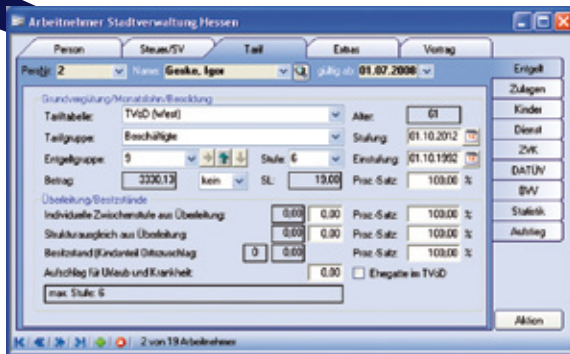 Arbeitnehmer Stadtverwaltung Hessen
Person Steuer/SV Tarif Extras Vortrag
PersNr: 2 Name: Geske, Igor gültig ab: 01.07.2008 Entgelt
Zulagen
Grundvergütung/Monatslohn/Besoldung
Kinder
Tariftabelle: TVöD (West) Alter: 61
Dienst
Tarifgruppe: Beschäftigte Stufung: 01.10.2012
ZVK
Entgeltgruppe: 9 Stufe: 6 Einstufung: 01.10.1992
DATÜV
Betrag: 3330,13 kein SL: 19,00 Proz.-Satz: 100,00 %
BVV
Überleitung/Besitzstände
Statistik
Individuelle Zwischenstufe aus Überleitung: 0,00 0,00 Proz.-Satz: 100,00 %
Strukturausgleich aus Überleitung: 0,00 0,00 Proz.-Satz: 100,00 %
Aufstieg
Besitzstand (Kinderanteil Ortszuschlag: 0 0,00 Proz.-Satz: 100,00 %
Aufschlag für Urlaub und Krankheit: 0,00 Ehegatte im TVöD
max. Stufe: 6
Aktion
2 von 19 Arbeitnehmer